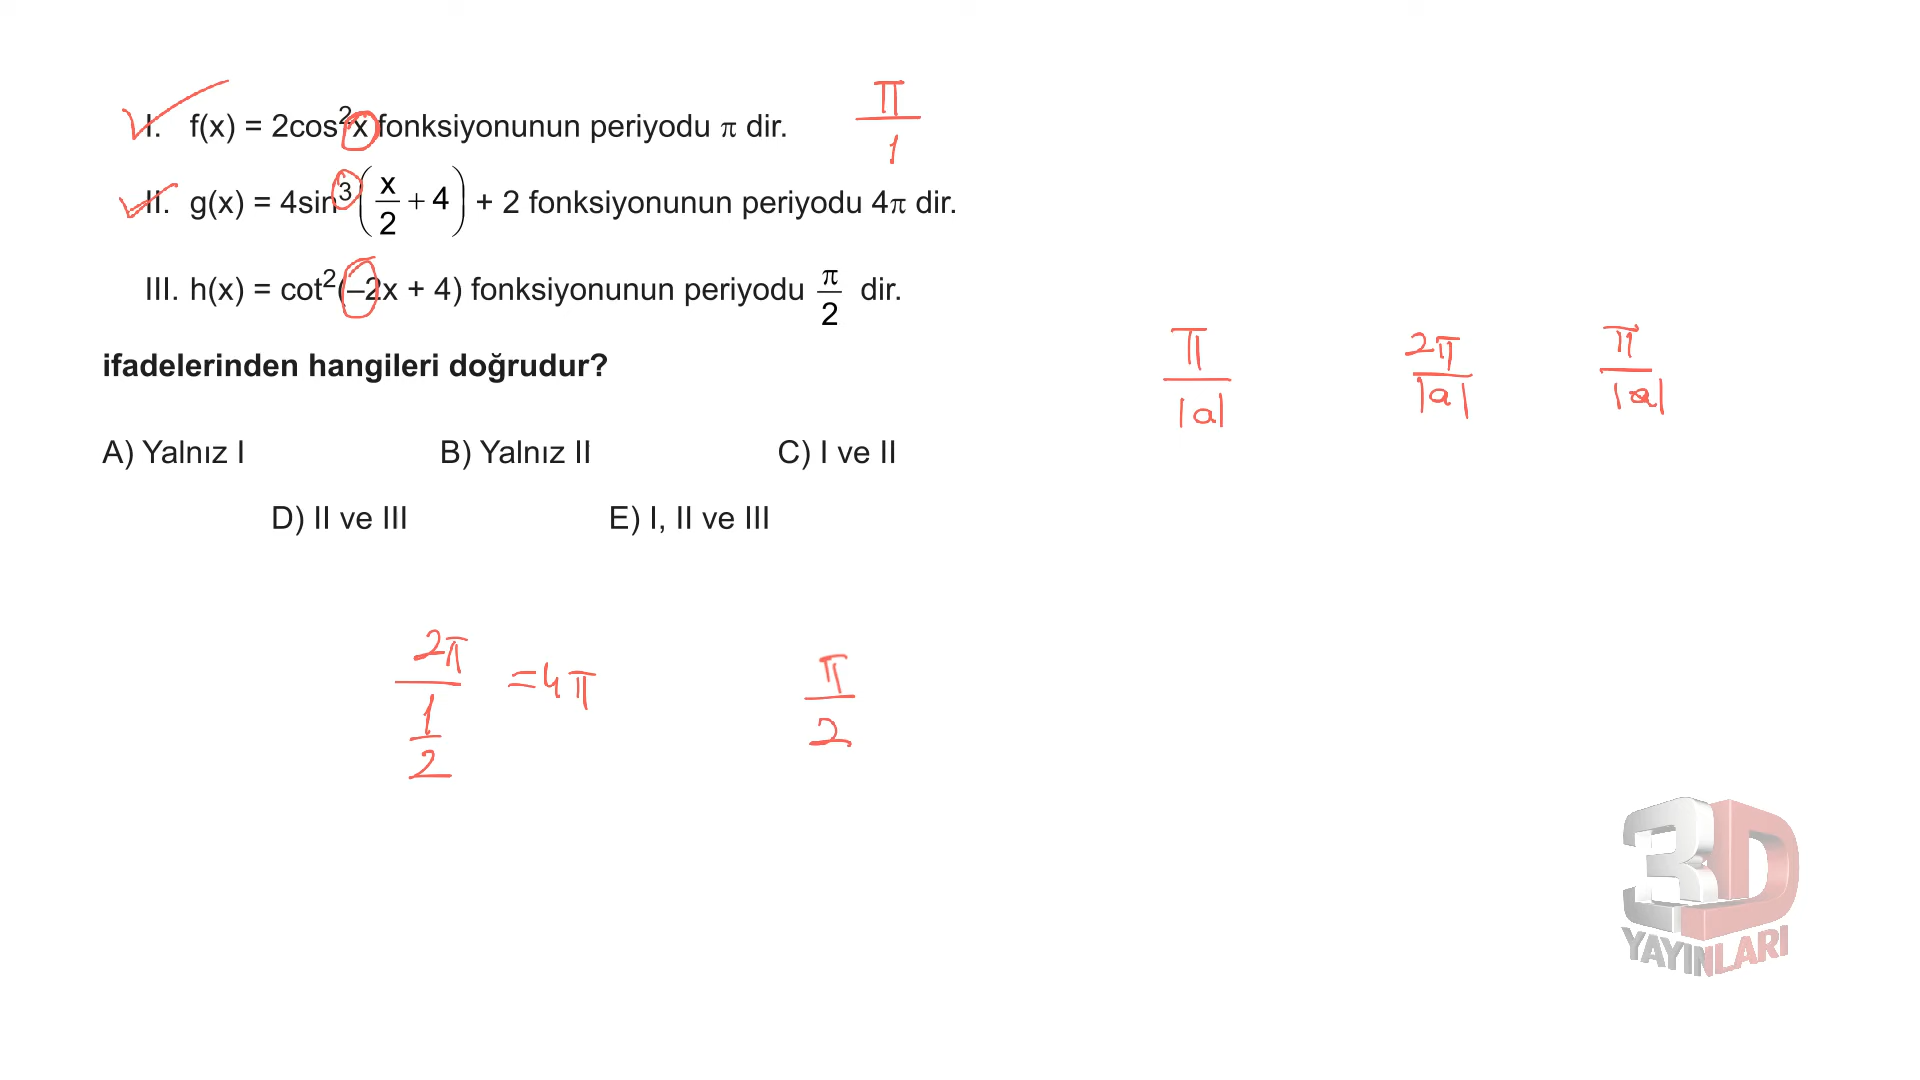 I. f(x) = 2cos²x fonksiyonunun periyodu π dir.
π/1
II. g(x) = 4sin³(x/2 + 4) + 2 fonksiyonunun periyodu 4π dir.
III. h(x) = cot²(–2x + 4) fonksiyonunun periyodu π/2 dir.
π/|a| 2π/|a| π/|a|
ifadelerinden hangileri doğrudur?
A) Yalnız I B) Yalnız II C) I ve II
D) II ve III E) I, II ve III
2π/(1/2) = 4π π/2
3D
YAYINLARI